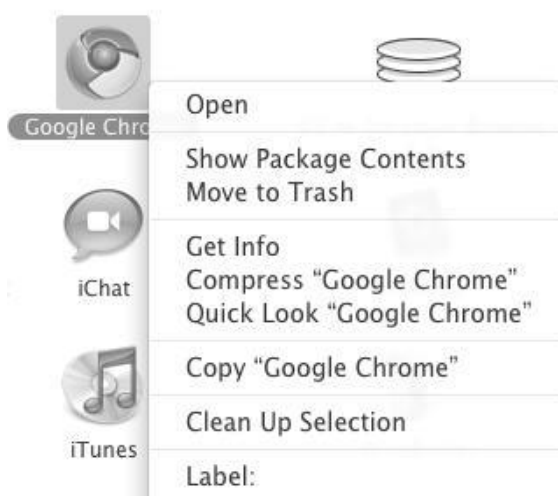 Google Chro
Open
Show Package Contents
Move to Trash
iChat
Get Info
Compress “Google Chrome”
Quick Look “Google Chrome”
iTunes
Copy “Google Chrome”
Clean Up Selection
Label: